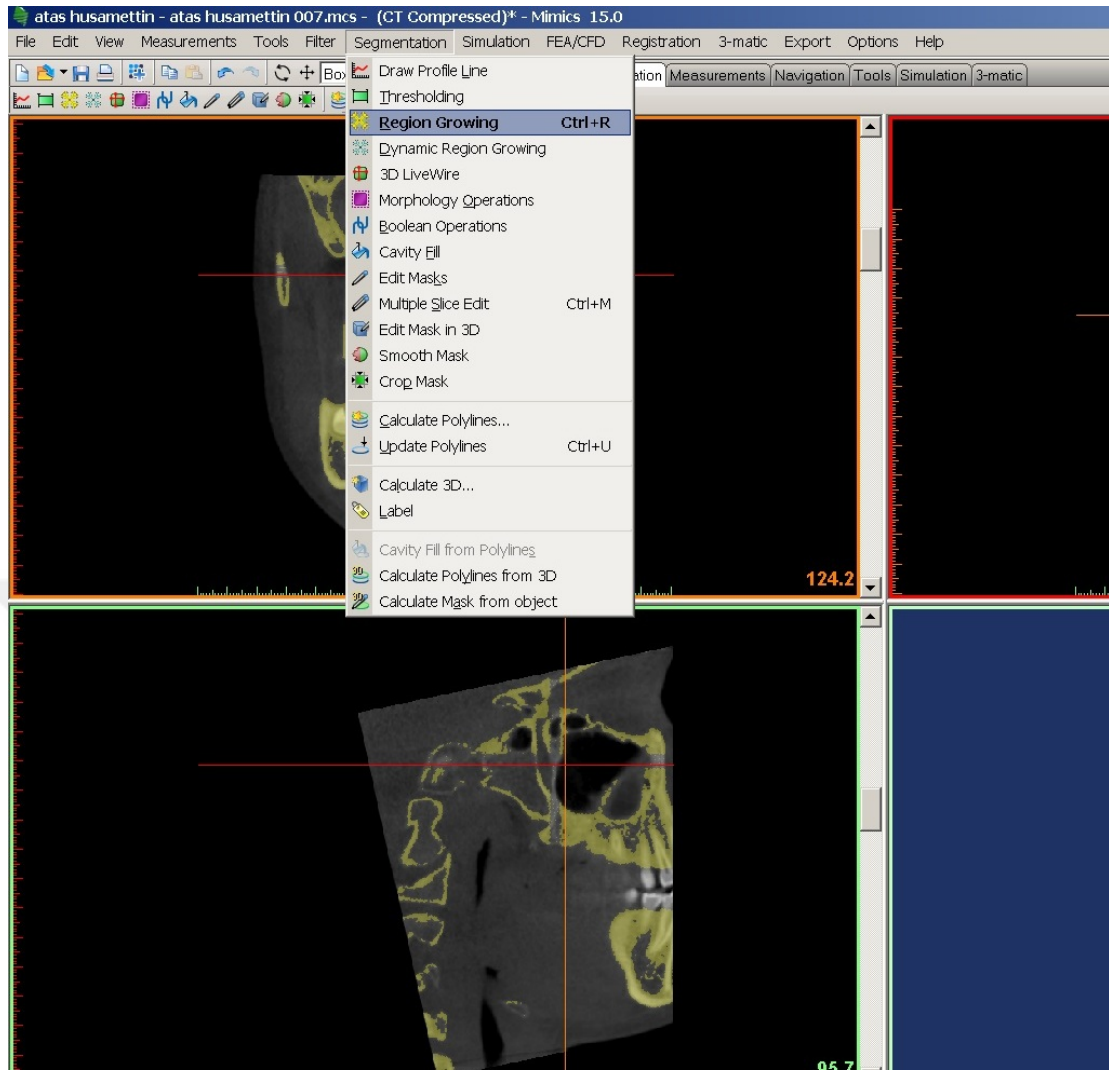 atas husamettin - atas husamettin 007.mcs - (CT Compressed)* - Mimics 15.0
File Edit View Measurements Tools Filter Segmentation Simulation FEA/CFD Registration 3-matic Export Options Help
Measurements Navigation Tools Simulation 3-matic
Draw Profile Line
Thresholding
Region Growing Ctrl+R
Dynamic Region Growing
3D LiveWire
Morphology Operations
Boolean Operations
Cavity Fill
Edit Masks
Multiple Slice Edit Ctrl+M
Edit Mask in 3D
Smooth Mask
Crop Mask
Calculate Polylines...
Update Polylines Ctrl+U
Calculate 3D...
Label
Cavity Fill from Polylines
Calculate Polylines from 3D
Calculate Mask from object
124.2
95.7